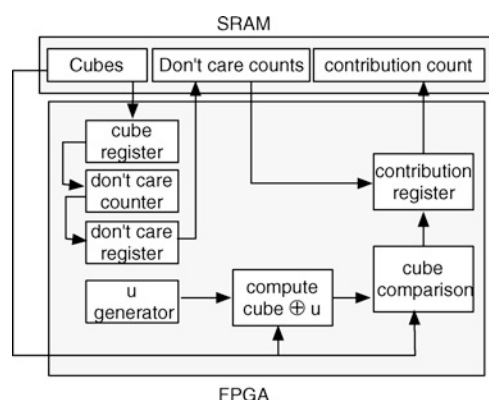 SRAM
Cubes
Don't care counts
contribution count
cube
register
don't care
counter
don't care
register
contribution
register
u
generator
compute
cube ⊕ u
cube
comparison
FPGA